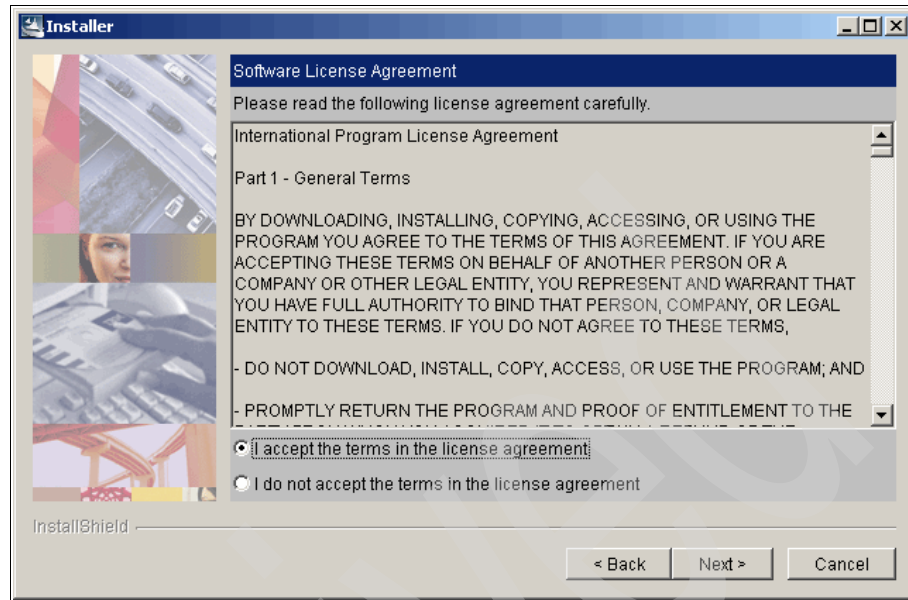 Installer
Software License Agreement
Please read the following license agreement carefully.
International Program License Agreement
Part 1 - General Terms
BY DOWNLOADING, INSTALLING, COPYING, ACCESSING, OR USING THE
PROGRAM YOU AGREE TO THE TERMS OF THIS AGREEMENT. IF YOU ARE
ACCEPTING THESE TERMS ON BEHALF OF ANOTHER PERSON OR A
COMPANY OR OTHER LEGAL ENTITY, YOU REPRESENT AND WARRANT THAT
YOU HAVE FULL AUTHORITY TO BIND THAT PERSON, COMPANY, OR LEGAL
ENTITY TO THESE TERMS. IF YOU DO NOT AGREE TO THESE TERMS,
- DO NOT DOWNLOAD, INSTALL, COPY, ACCESS, OR USE THE PROGRAM; AND
- PROMPTLY RETURN THE PROGRAM AND PROOF OF ENTITLEMENT TO THE
I accept the terms in the license agreement
I do not accept the terms in the license agreement
InstallShield
< Back
Next >
Cancel